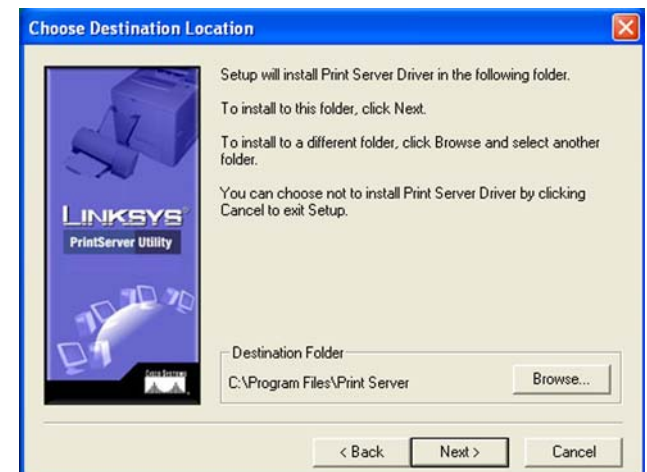 Choose Destination Location
Setup will install Print Server Driver in the following folder.
To install to this folder, click Next.
To install to a different folder, click Browse and select another
folder.
You can choose not to install Print Server Driver by clicking
Cancel to exit Setup.
LINKSYS®
PrintServer Utility
CISCO SYSTEMS
Destination Folder
C:\Program Files\Print Server
Browse...
< Back Next > Cancel